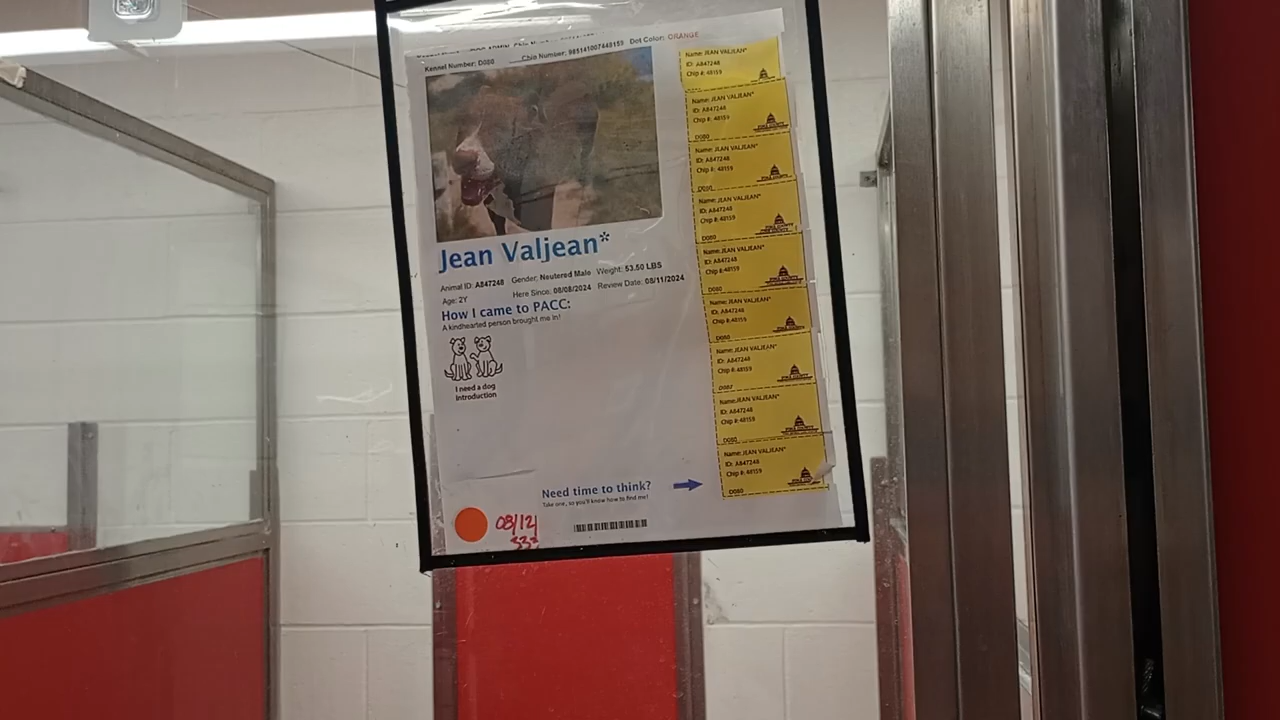 Kennel Number: D080 Chip Number: 985141007448159 Dot Color: ORANGE
Jean Valjean*
Animal ID: A847248 Gender: Neutered Male Weight: 53.50 LBS
Age: 2Y Here Since: 08/08/2024 Review Date: 08/11/2024
How I came to PACC:
A kindhearted person brought me in!
I need a dog
Introduction
Need time to think?
Take one, so you'll know how to find me!
08/12/
Name: JEAN VALJEAN*
ID: A847248
Chip #: 48159
Name: JEAN VALJEAN*
ID: A847248
Chip #: 48159
D080
Name: JEAN VALJEAN*
ID: A847248
Chip #: 48159
D080
Name: JEAN VALJEAN*
ID: A847248
Chip #: 48159
D080
Name: JEAN VALJEAN*
ID: A847248
Chip #: 48159
D080
Name: JEAN VALJEAN*
ID: A847248
Chip #: 48159
D080
Name: JEAN VALJEAN*
ID: A847248
Chip #: 48159
D080
Name: JEAN VALJEAN*
ID: A847248
Chip #: 48159
D080
Name: JEAN VALJEAN*
ID: A847248
Chip #: 48159
D080